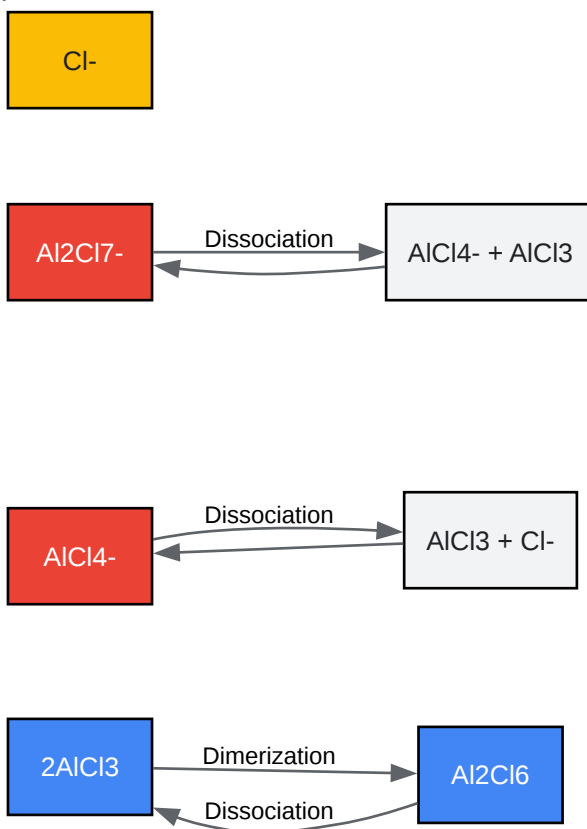 Cl-
Al2Cl7-
Dissociation
AlCl4- + AlCl3
AlCl4-
Dissociation
AlCl3 + Cl-
2AlCl3
Dimerization
Al2Cl6
Dissociation